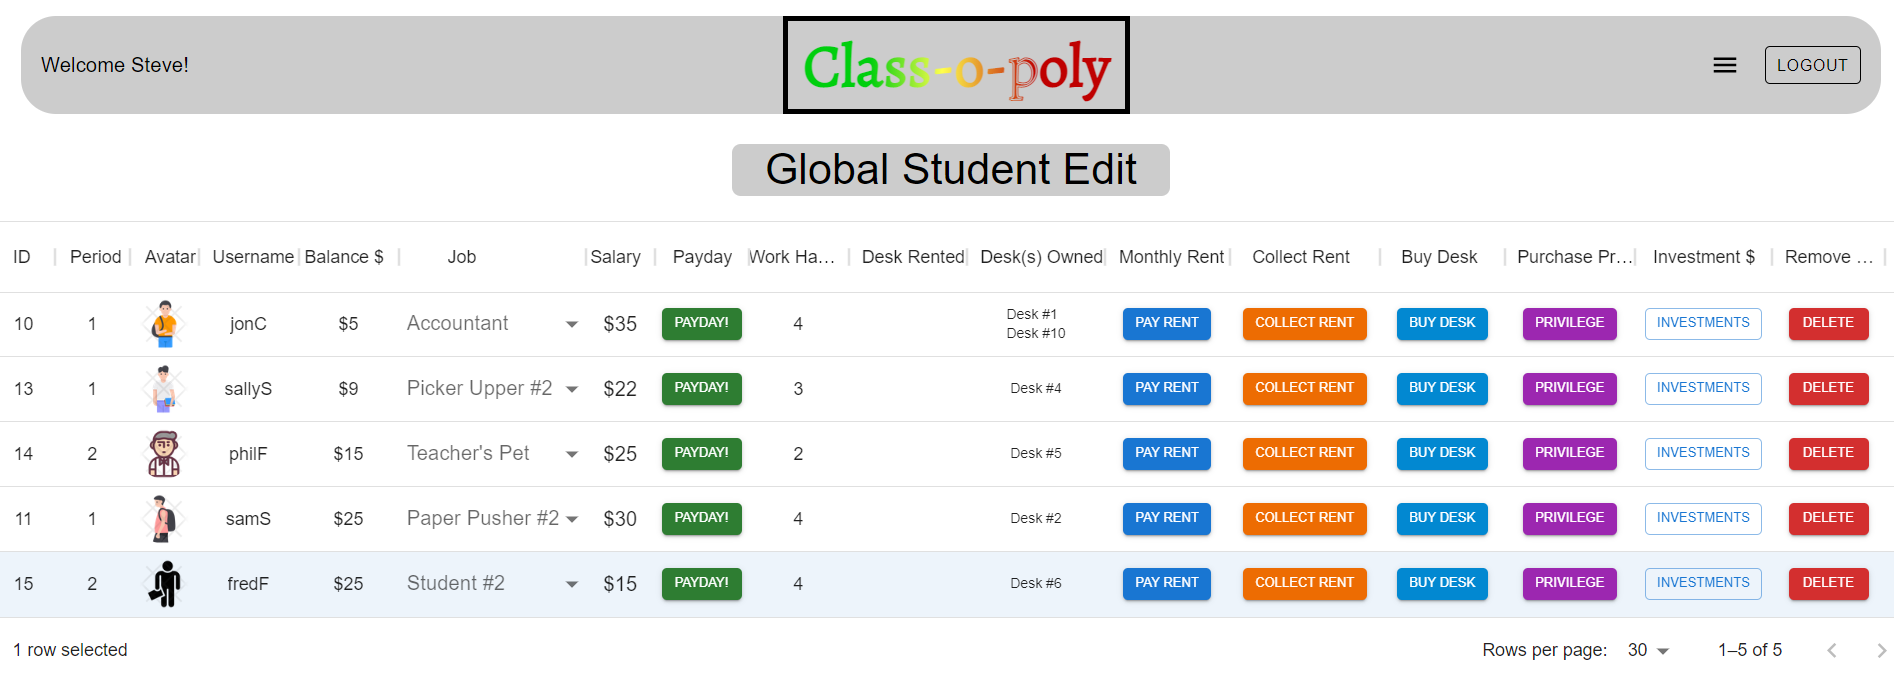 Welcome Steve!
Class-o-poly
LOGOUT
Global Student Edit
ID Period Avatar Username Balance $ Job Salary Payday Work Ha... Desk Rented Desk(s) Owned Monthly Rent Collect Rent Buy Desk Purchase Pr... Investment $ Remove ...
10 1 jonC $5 Accountant $35 PAYDAY! 4 Desk #1 PAY RENT COLLECT RENT BUY DESK PRIVILEGE INVESTMENTS DELETE
Desk #10
13 1 sallyS $9 Picker Upper #2 $22 PAYDAY! 3 Desk #4 PAY RENT COLLECT RENT BUY DESK PRIVILEGE INVESTMENTS DELETE
14 2 philF $15 Teacher's Pet $25 PAYDAY! 2 Desk #5 PAY RENT COLLECT RENT BUY DESK PRIVILEGE INVESTMENTS DELETE
11 1 samS $25 Paper Pusher #2 $30 PAYDAY! 4 Desk #2 PAY RENT COLLECT RENT BUY DESK PRIVILEGE INVESTMENTS DELETE
15 2 fredF $25 Student #2 $15 PAYDAY! 4 Desk #6 PAY RENT COLLECT RENT BUY DESK PRIVILEGE INVESTMENTS DELETE
1 row selected Rows per page: 30 1–5 of 5